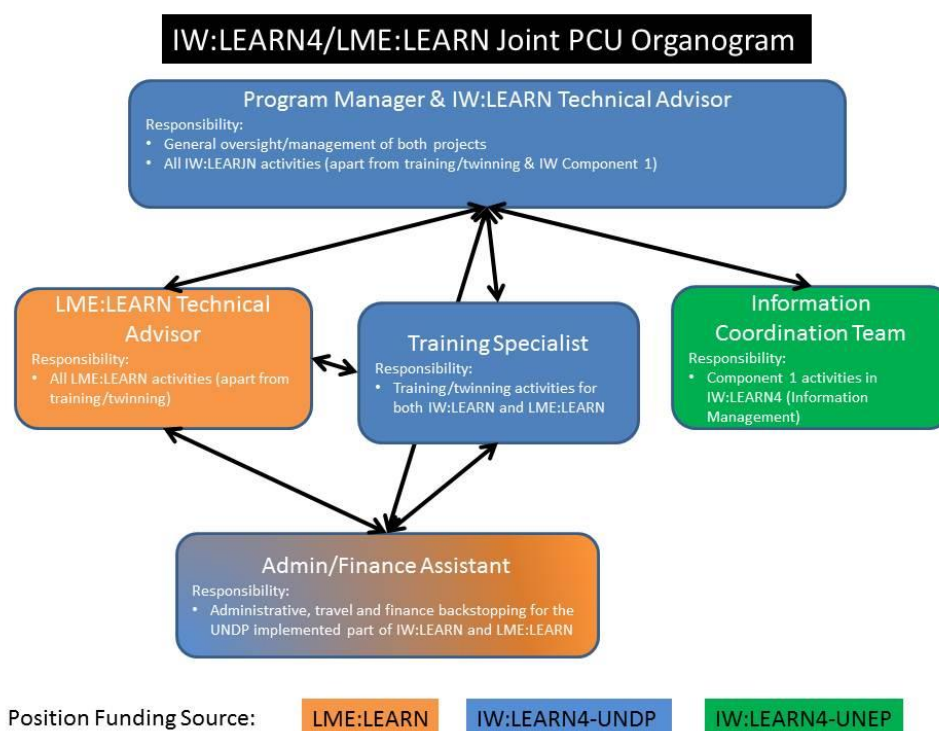 IW:LEARN4/LME:LEARN Joint PCU Organogram
Program Manager & IW:LEARN Technical Advisor
Responsibility:
• General oversight/management of both projects
• All IW:LEARJN activities (apart from training/twinning & IW Component 1)
LME:LEARN Technical
Advisor
Responsibility:
• All LME:LEARN activities (apart from
training/twinning)
Training Specialist
Responsibility:
• Training/twinning activities for
both IW:LEARN and LME:LEARN
Information
Coordination Team
Responsibility:
• Component 1 activities in
IW:LEARN4 (Information
Management)
Admin/Finance Assistant
Responsibility:
• Administrative, travel and finance backstopping for the
UNDP implemented part of IW:LEARN and LME:LEARN
Position Funding Source: LME:LEARN IW:LEARN4-UNDP IW:LEARN4-UNEP